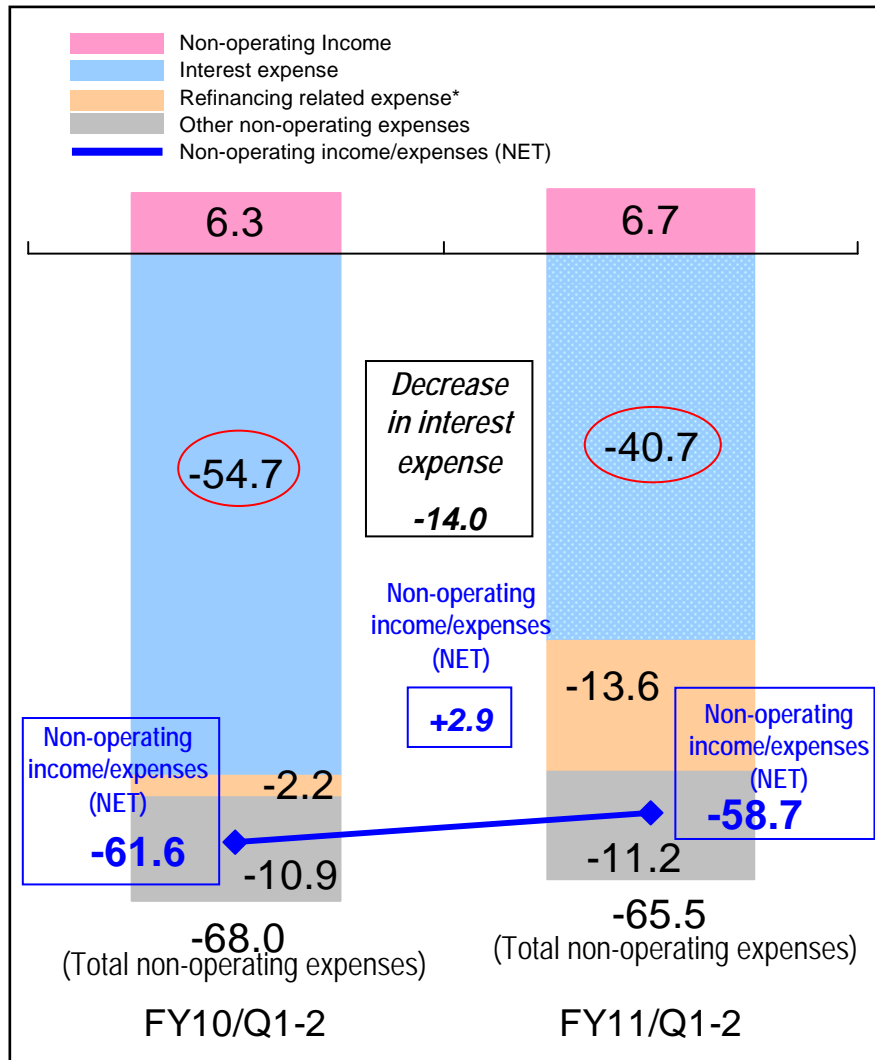 Non-operating Income
Interest expense
Refinancing related expense*
Other non-operating expenses
Non-operating income/expenses (NET)
6.3
6.7
Decrease
in interest
expense
-14.0
-54.7
-40.7
Non-operating
income/expenses
(NET)
+2.9
-13.6
Non-operating
income/expenses
(NET)
-58.7
Non-operating
income/expenses
(NET)
-61.6
-2.2
-10.9
-11.2
-68.0
(Total non-operating expenses)
-65.5
(Total non-operating expenses)
FY10/Q1-2
FY11/Q1-2